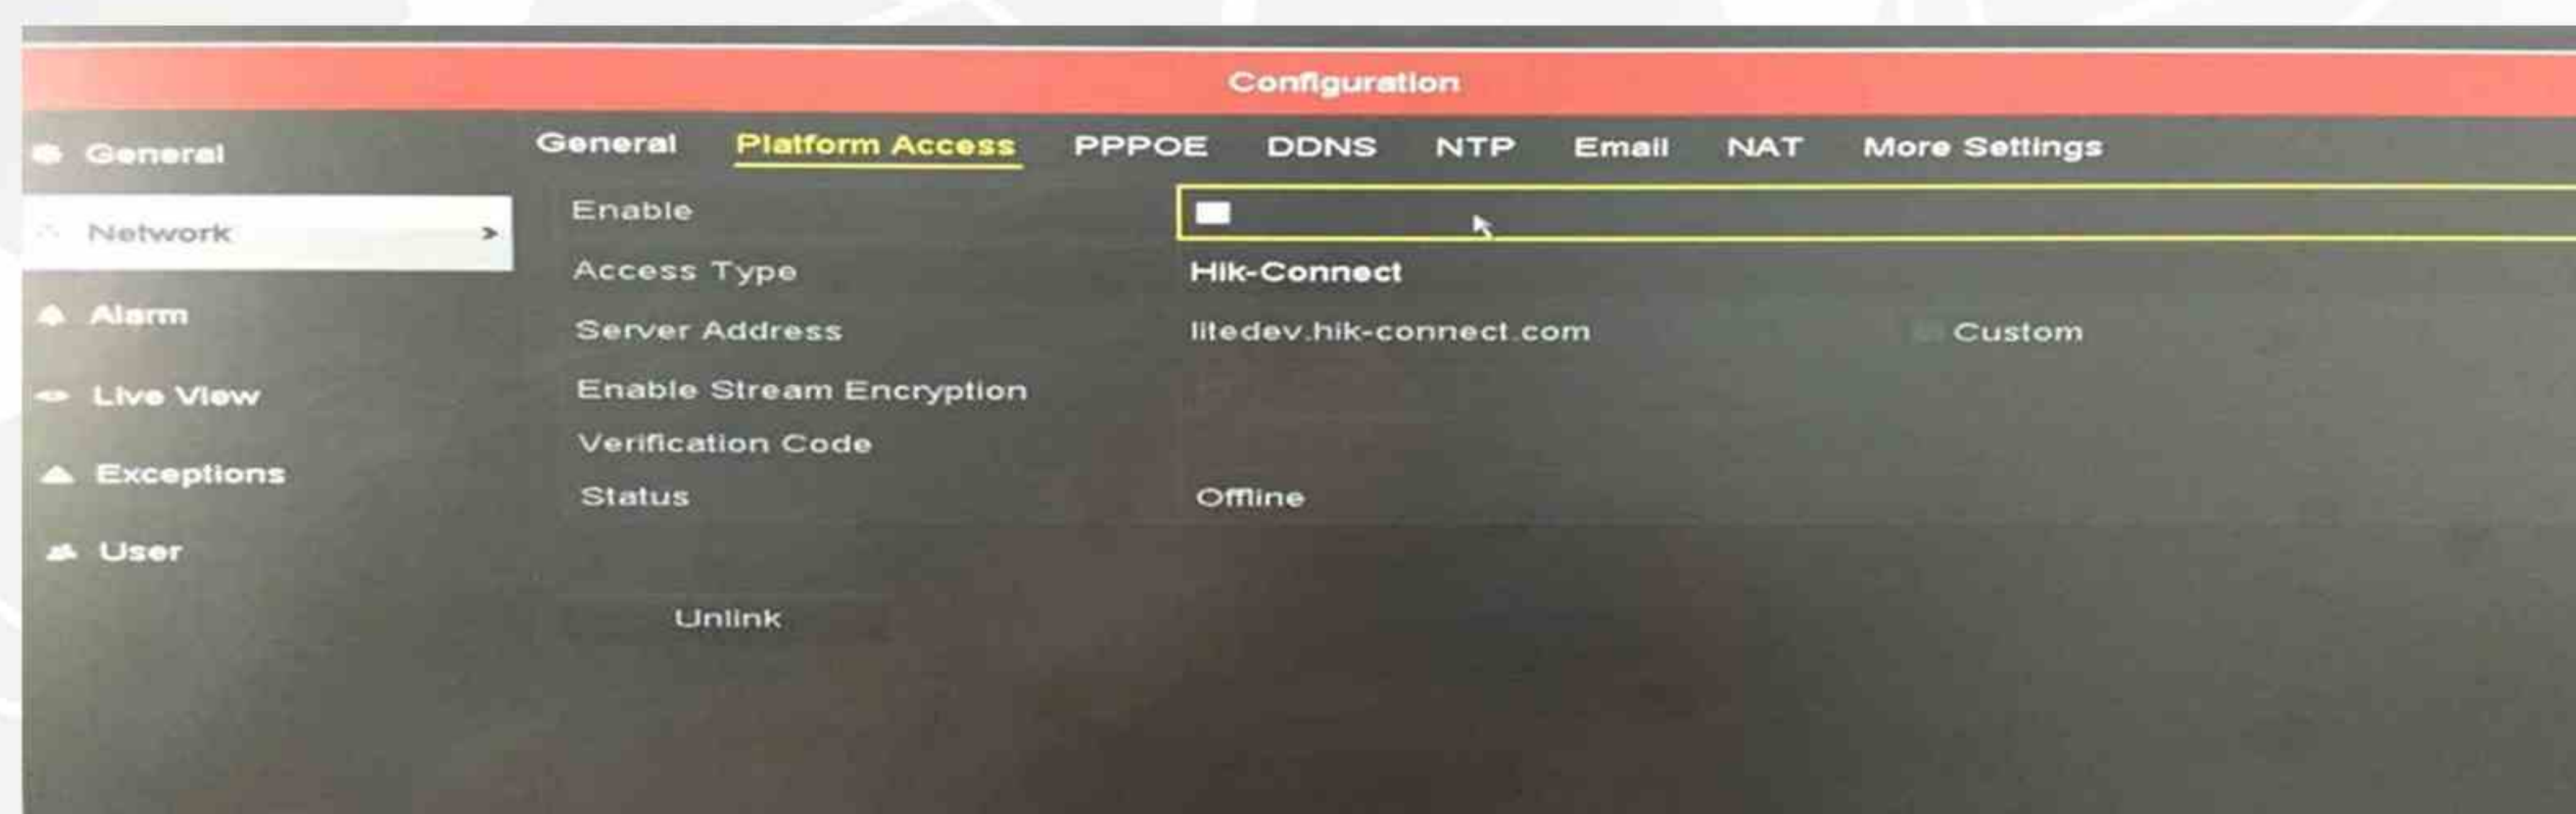 Configuration
General
Network >
Alarm
Live View
Exceptions
User
General Platform Access PPPOE DDNS NTP Email NAT More Settings
Enable
Access Type Hik-Connect
Server Address litedev.hik-connect.com Custom
Enable Stream Encryption
Verification Code
Status Offline
Unlink